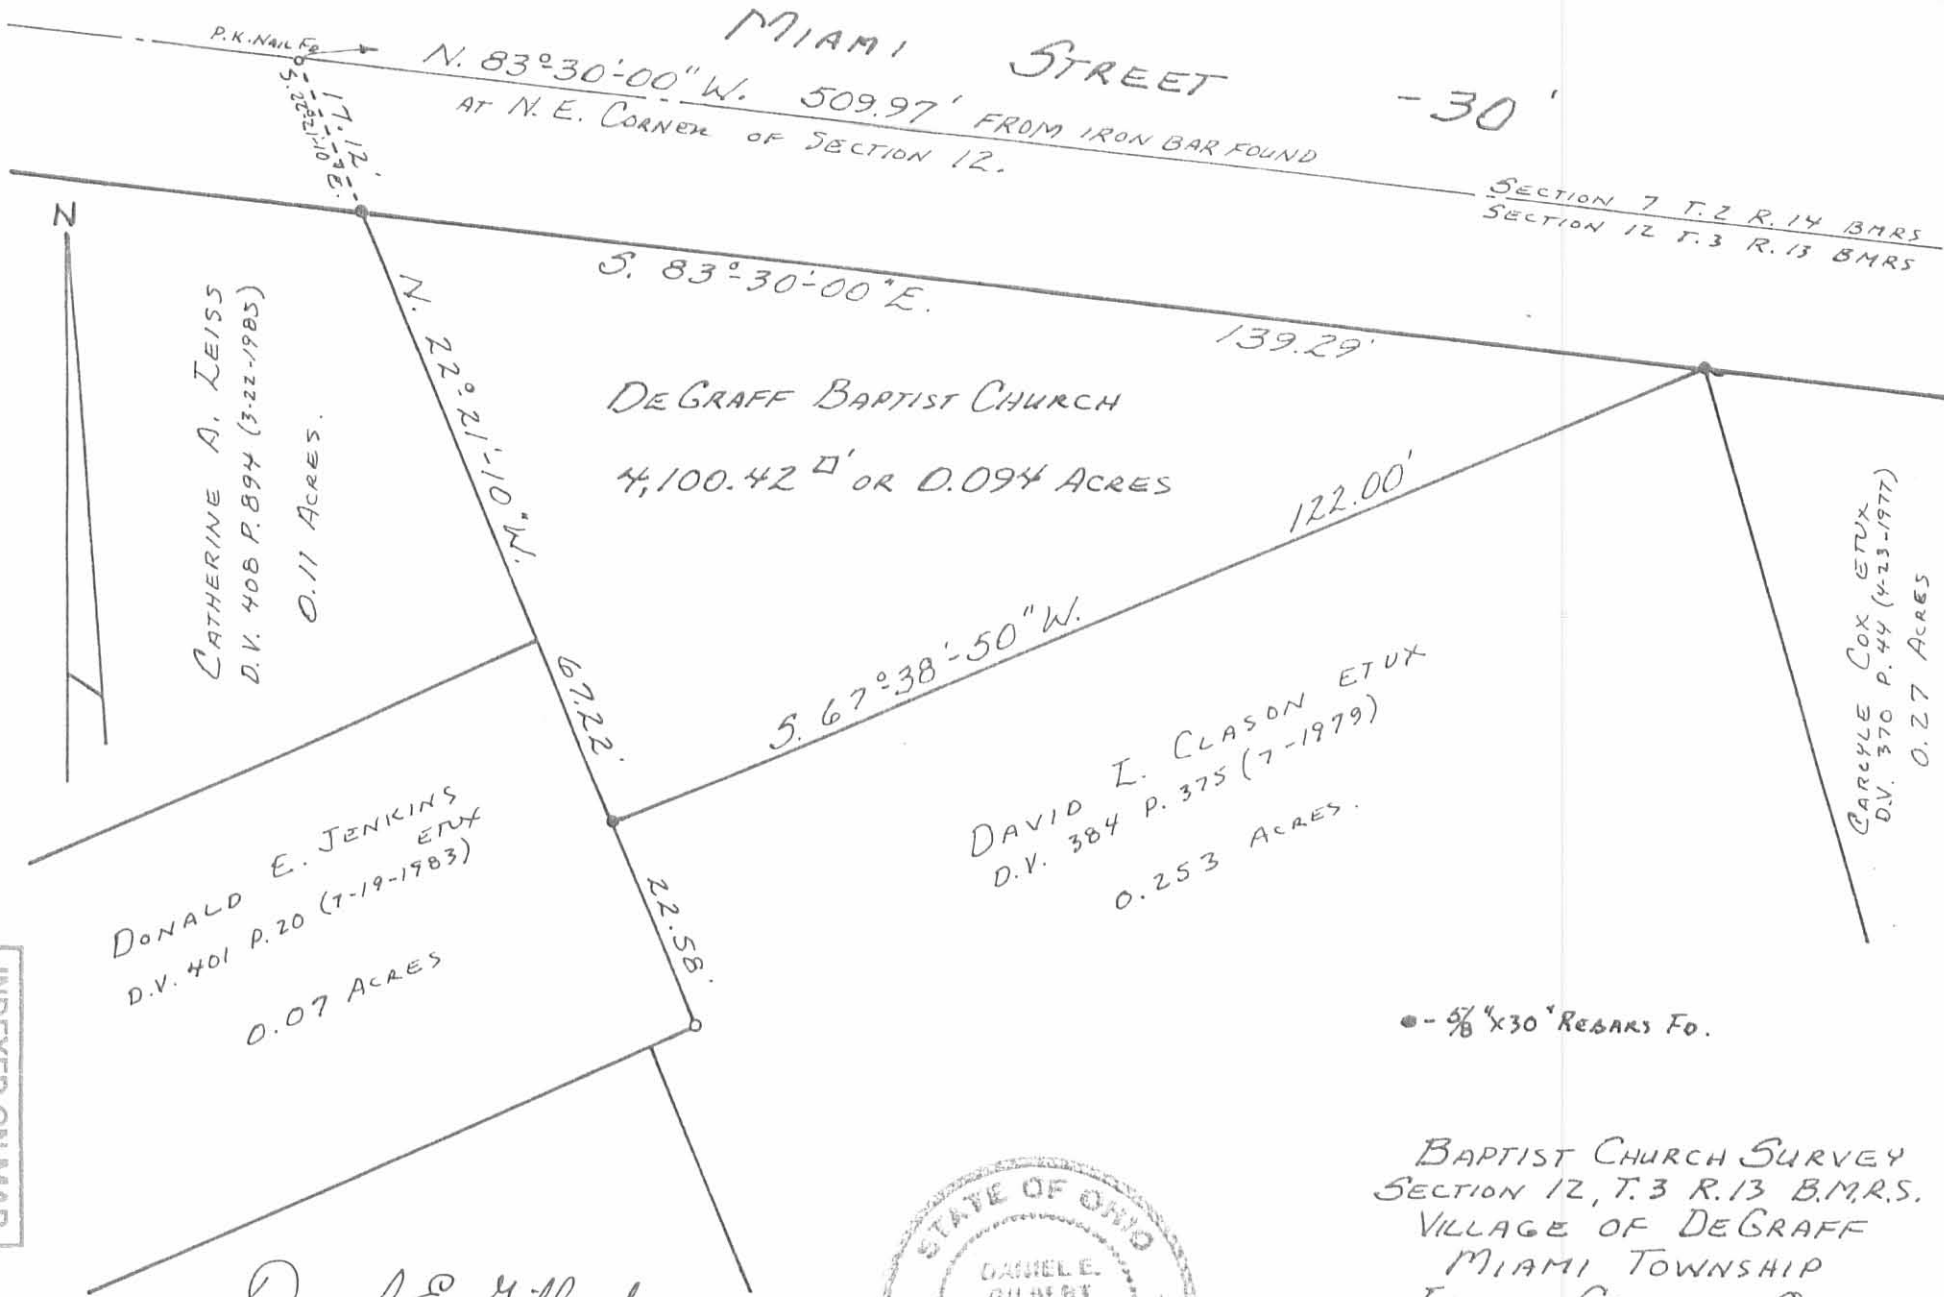 MIAMI STREET -30'
P.K. NAIL FD
N. 83°-30'-00" W. 509.97' FROM IRON BAR FOUND
AT N. E. CORNER OF SECTION 12.
17.12'
S. 22°-21'-10" E.
SECTION 7 T.2 R.14 BMRS
SECTION 12 T.3 R.13 BMRS
N
S. 83°-30'-00" E.
139.29'
CATHERINE A. LEISS
D.V. 408 P.894 (3-22-1985)
0.11 ACRES.
N. 22°-21'-10" W.
67.22'
DEGRAFF BAPTIST CHURCH
4,100.42 □' OR 0.094 ACRES
122.00'
S. 67°-38'-50" W.
CARLYLE COX ETUX
D.V. 370 P.44 (4-23-1977)
0.27 ACRES
DAVID I. CLASON ETUX
D.V. 384 P. 375 (7-1979)
0.253 ACRES.
DONALD E. JENKINS
ETUX
D.V. 401 P.20 (7-19-1983)
0.07 ACRES
22.58'
●- 5/8"x30" REBARS FD.
BAPTIST CHURCH SURVEY
SECTION 12, T.3 R.13 B.M.R.S.
VILLAGE OF DEGRAFF
MIAMI TOWNSHIP
STATE OF OHIO
DANIEL E.
GILBERT